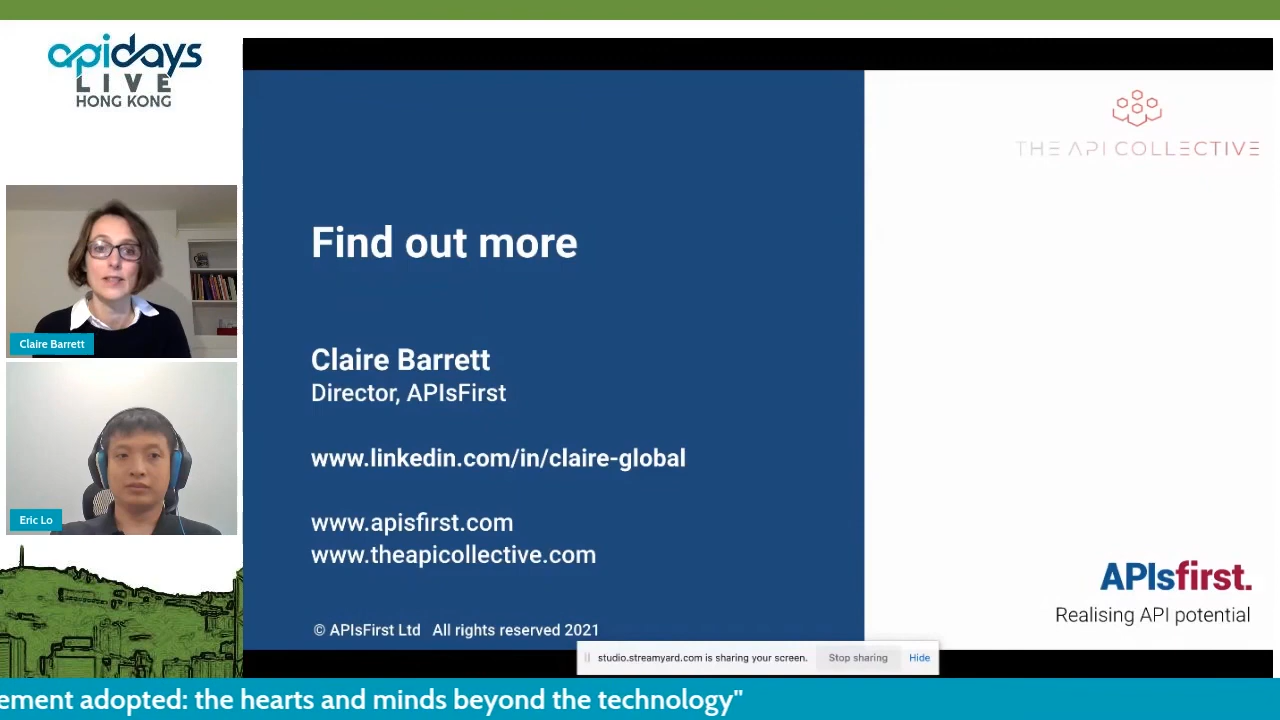 apidays
LIVE
HONG KONG
Claire Barrett
Eric Lo
THE API COLLECTIVE
Find out more
Claire Barrett
Director, APIsFirst
www.linkedin.com/in/claire-global
www.apisfirst.com
www.theapicollective.com
© APIsFirst Ltd All rights reserved 2021
APIsfirst.
Realising API potential
studio.streamyard.com is sharing your screen. Stop sharing Hide
ement adopted: the hearts and minds beyond the technology"